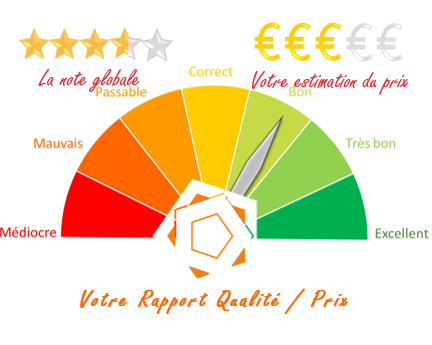 La note globale
Votre estimation du prix
Correct
Passable
Bon
Mauvais
Très bon
Médiocre
Excellent
Votre Rapport Qualité / Prix